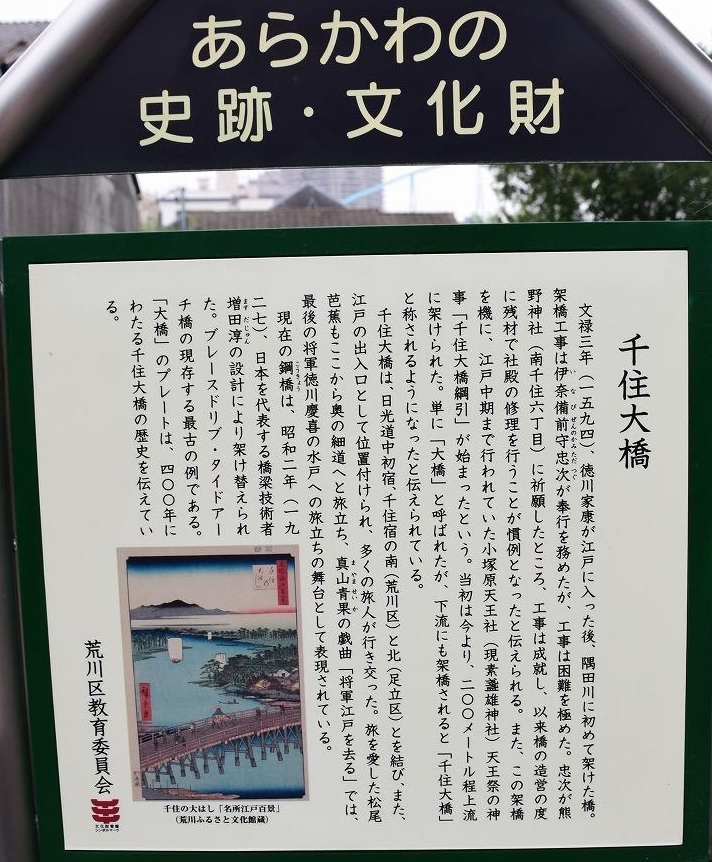 あらかわの
史跡・文化財
千住大橋
文禄三年（一五九四）、徳川家康が江戸に入った後、隅田川に初めて架けた橋。
架橋工事は伊奈備前守忠次が奉行を務めたが、工事は困難を極めた。忠次が熊
野神社（南千住六丁目）に祈願したところ、工事は成就し、以来橋の造営の度
に残材で社殿の修理を行うことが慣例となったと伝えられる。また、この架橋
を機に、江戸中期まで行われていた小塚原天王社（現素盞雄神社）天王祭の神
事「千住大橋綱引」が始まったという。当初は今より、二〇〇メートル程上流
に架けられた。単に「大橋」と呼ばれたが、下流にも架橋されると「千住大橋」
と称されるようになったと伝えられている。
千住大橋は、日光道中初宿、千住宿の南（荒川区）と北（足立区）とを結び、また、
江戸の出入口として位置付けられ、多くの旅人が行き交った。旅を愛した松尾
芭蕉もここから奥の細道へと旅立ち、真山青果の戯曲「将軍江戸を去る」では、
最後の将軍徳川慶喜の水戸への旅立ちの舞台として表現されている。
現在の鋼橋は、昭和二年（一九
二七）、日本を代表する橋梁技術者
増田淳の設計により架け替えられ
た。ブレースドリブ・タイドアー
チ橋の現存する最古の例である。
「大橋」のプレートは、四〇〇年に
わたる千住大橋の歴史を伝えてい
る。
千住の大はし「名所江戸百景」
（荒川ふるさと文化館蔵）
荒川区教育委員会